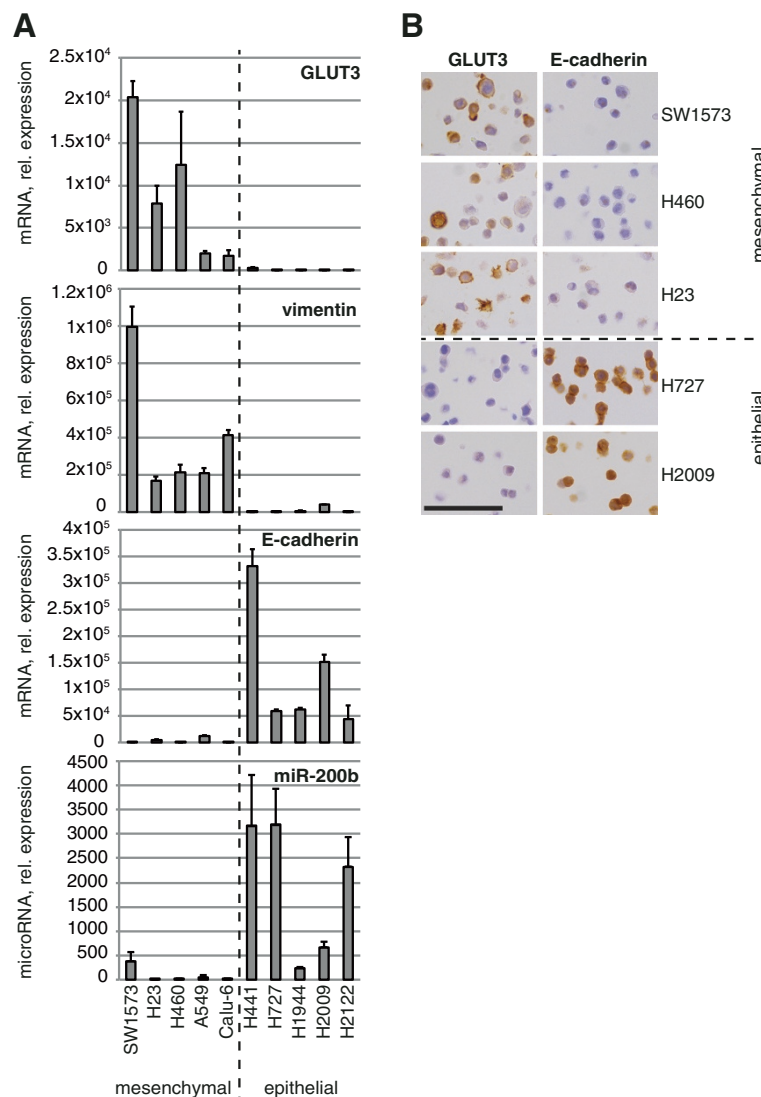 A
GLUT3
mRNA, rel. expression
2.5x10⁴
2x10⁴
1.5x10⁴
1x10⁴
5x10³
0
vimentin
mRNA, rel. expression
1.2x10⁶
1x10⁶
8x10⁵
6x10⁵
4x10⁵
2x10⁵
0
E-cadherin
mRNA, rel. expression
4x10⁵
3.5x10⁵
3x10⁵
2.5x10⁵
2x10⁵
1.5x10⁵
1x10⁵
5x10⁴
0
miR-200b
microRNA, rel. expression
4500
4000
3500
3000
2500
2000
1500
1000
500
0
SW1573
H23
H460
A549
Calu-6
H441
H727
H1944
H2009
H2122
mesenchymal
epithelial
B
GLUT3 E-cadherin
SW1573
H460
H23
H727
H2009
mesenchymal
epithelial